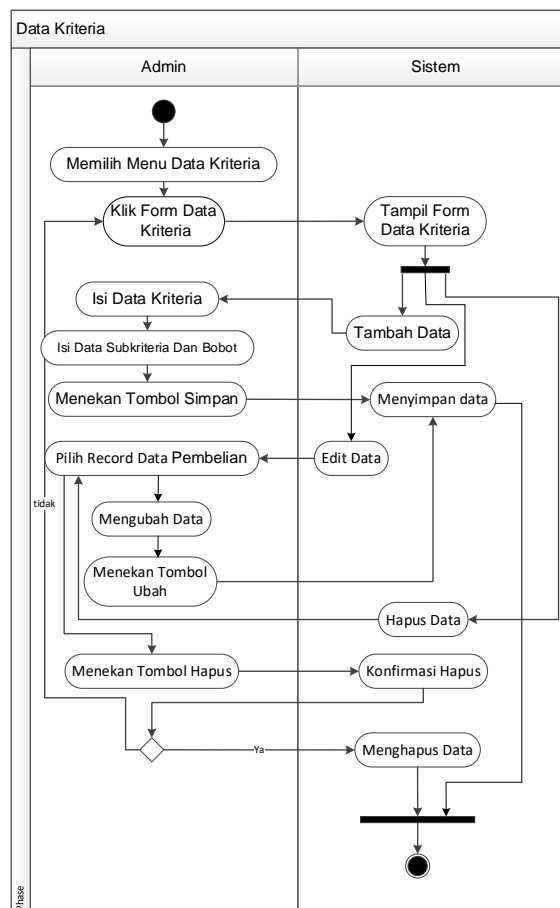 Data Kriteria
Admin
Sistem
Memilih Menu Data Kriteria
Klik Form Data
Kriteria
Tampil Form
Data Kriteria
Isi Data Kriteria
Tambah Data
Isi Data Subkriteria Dan Bobot
Menekan Tombol Simpan
Menyimpan data
Pilih Record Data Pembelian
Edit Data
tidak
Mengubah Data
Menekan Tombol
Ubah
Hapus Data
Menekan Tombol Hapus
Konfirmasi Hapus
Ya
Menghapus Data
Phase